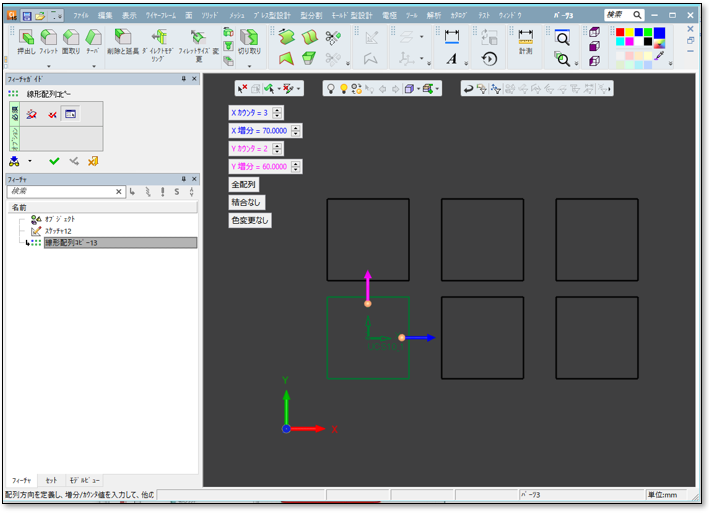 ファイル 編集 表示 ワイヤーフレーム 面 ソリッド メッシュ プレス型設計 型分割 モールド型設計 電極 ツール 解析 カタログ テスト ウィンドウ パーツ3 検索
押出し フィレット 面取り テーパ 削除と延長 ダイレクトモデリング フィレットサイズ変更 切り取り 計測
フィーチャガイド
線形配列コピー
必須
オプション
X カウンタ = 3
X 増分 = 70.0000
Y カウンタ = 2
Y 増分 = 60.0000
全配列
結合なし
色変更なし
フィーチャ
検索
S
名前
オブジェクト
スケッチャ12
線形配列コピー13
Y
X
フィーチャ セット モデルビュー
配列方向を定義し、増分/カウンタ値を入力して、他の
パーツ3
単位:mm